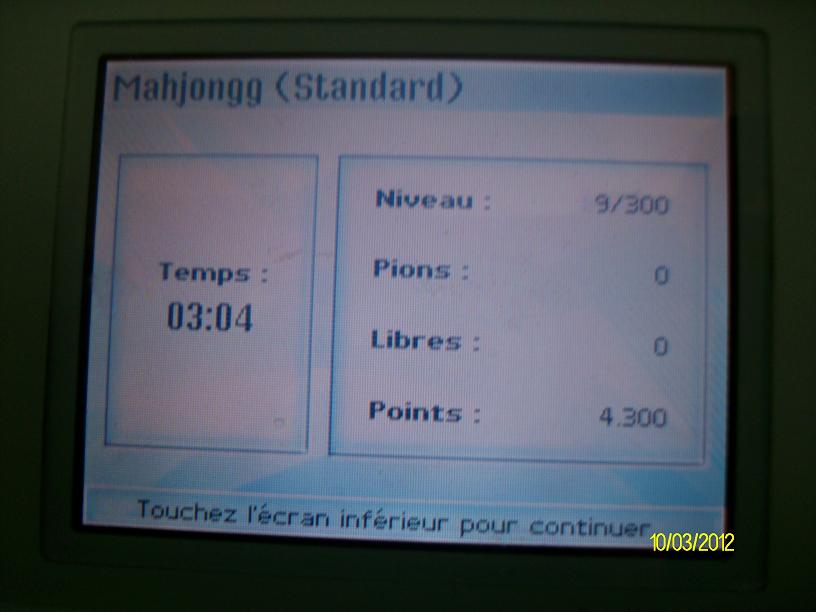 Mahjongg (Standard)
Temps :
03:04
Niveau : 9/300
Pions : 0
Libres : 0
Points : 4.300
Touchez l'écran inférieur pour continuer
10/03/2012